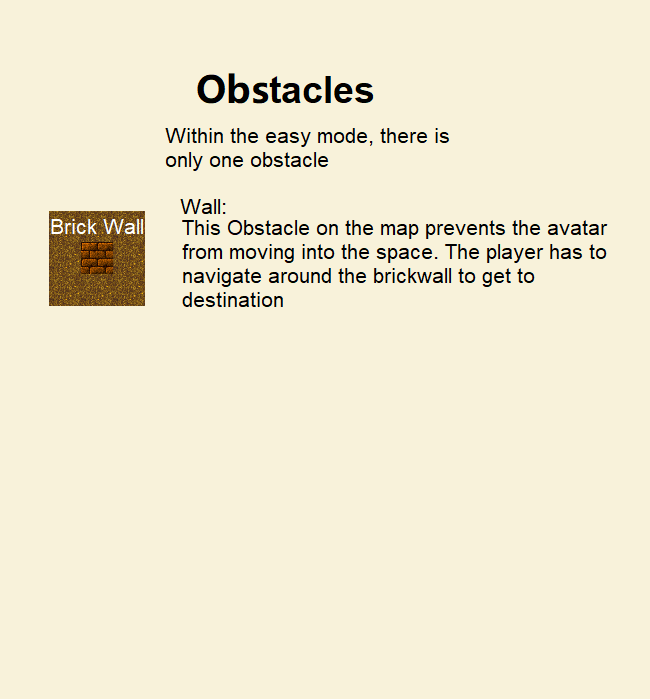 Obstacles
Within the easy mode, there is
only one obstacle
Wall:
Brick Wall
This Obstacle on the map prevents the avatar
from moving into the space. The player has to
navigate around the brickwall to get to
destination